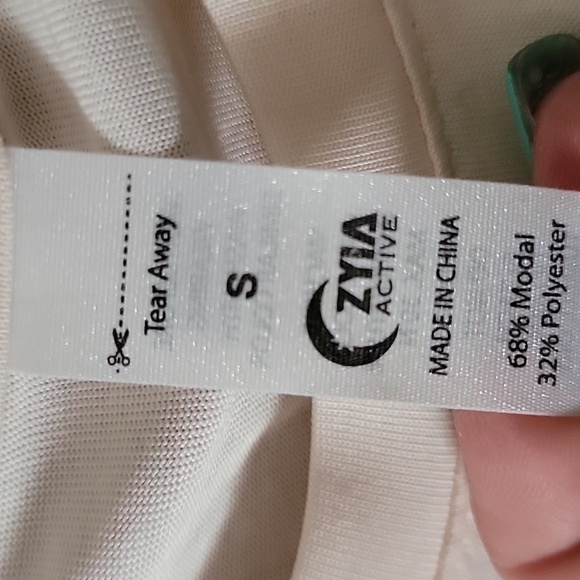 Tear Away
S
ZYIA
ACTIVE
MADE IN CHINA
68% Modal
32% Polyester